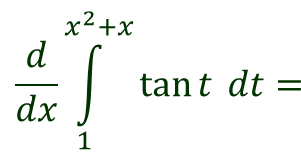 d/dx ∫₁^{x²+x} tan t dt =